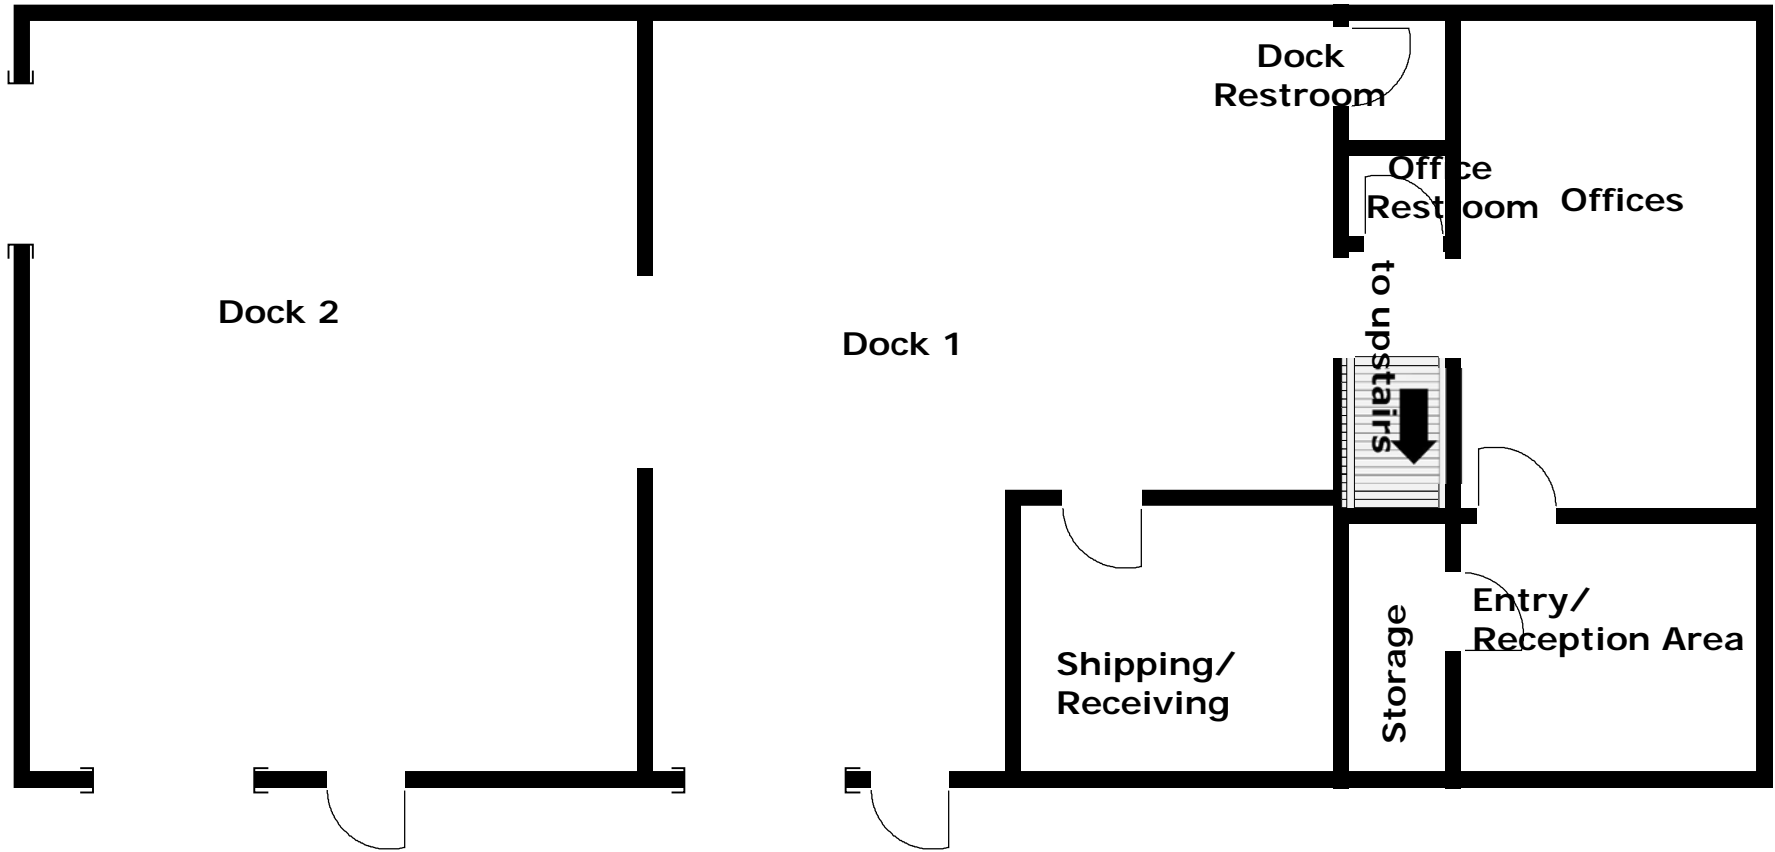 Dock
Restroom
Office
Restroom
Offices
to upstairs
Dock 2
Dock 1
Entry/
Reception Area
Storage
Shipping/
Receiving